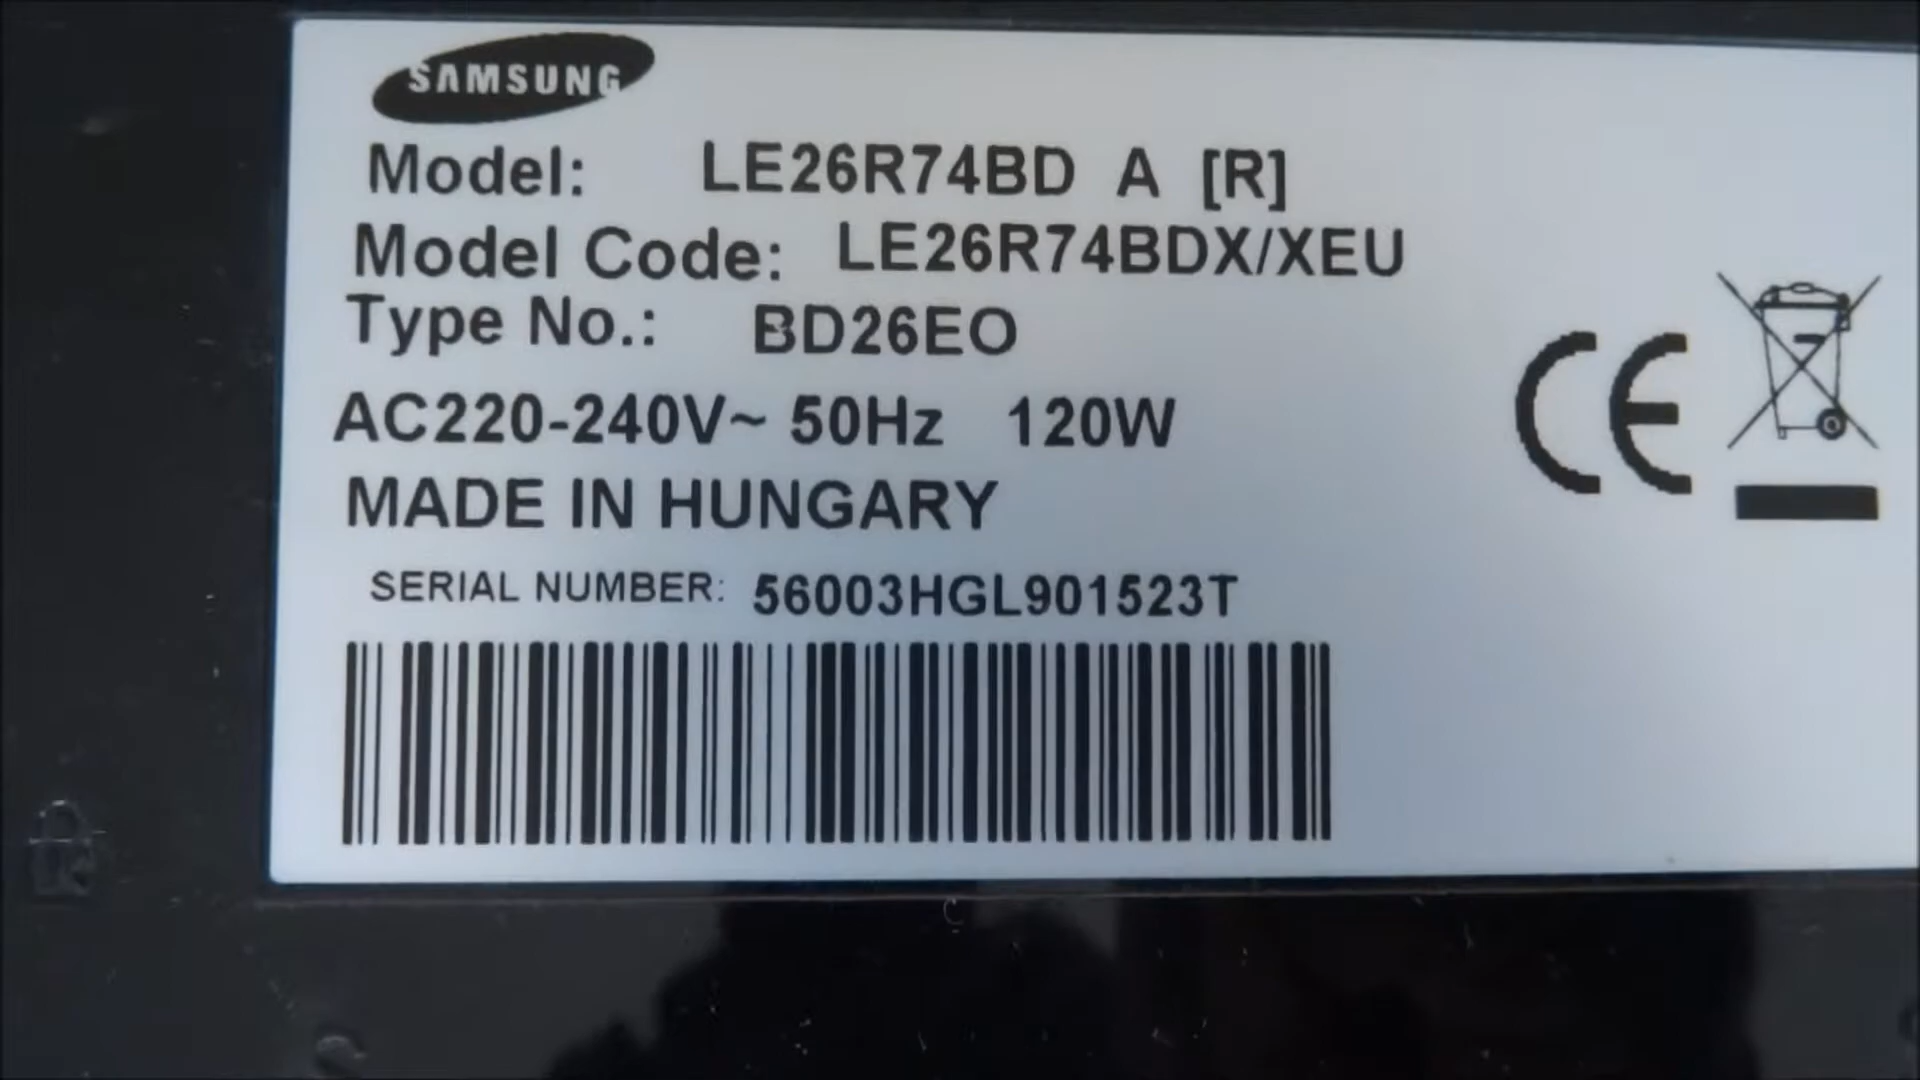 SAMSUNG
Model: LE26R74BD A [R]
Model Code: LE26R74BDX/XEU
Type No.: BD26EO
AC220-240V~ 50Hz 120W
MADE IN HUNGARY
SERIAL NUMBER: 56003HGL901523T
CE